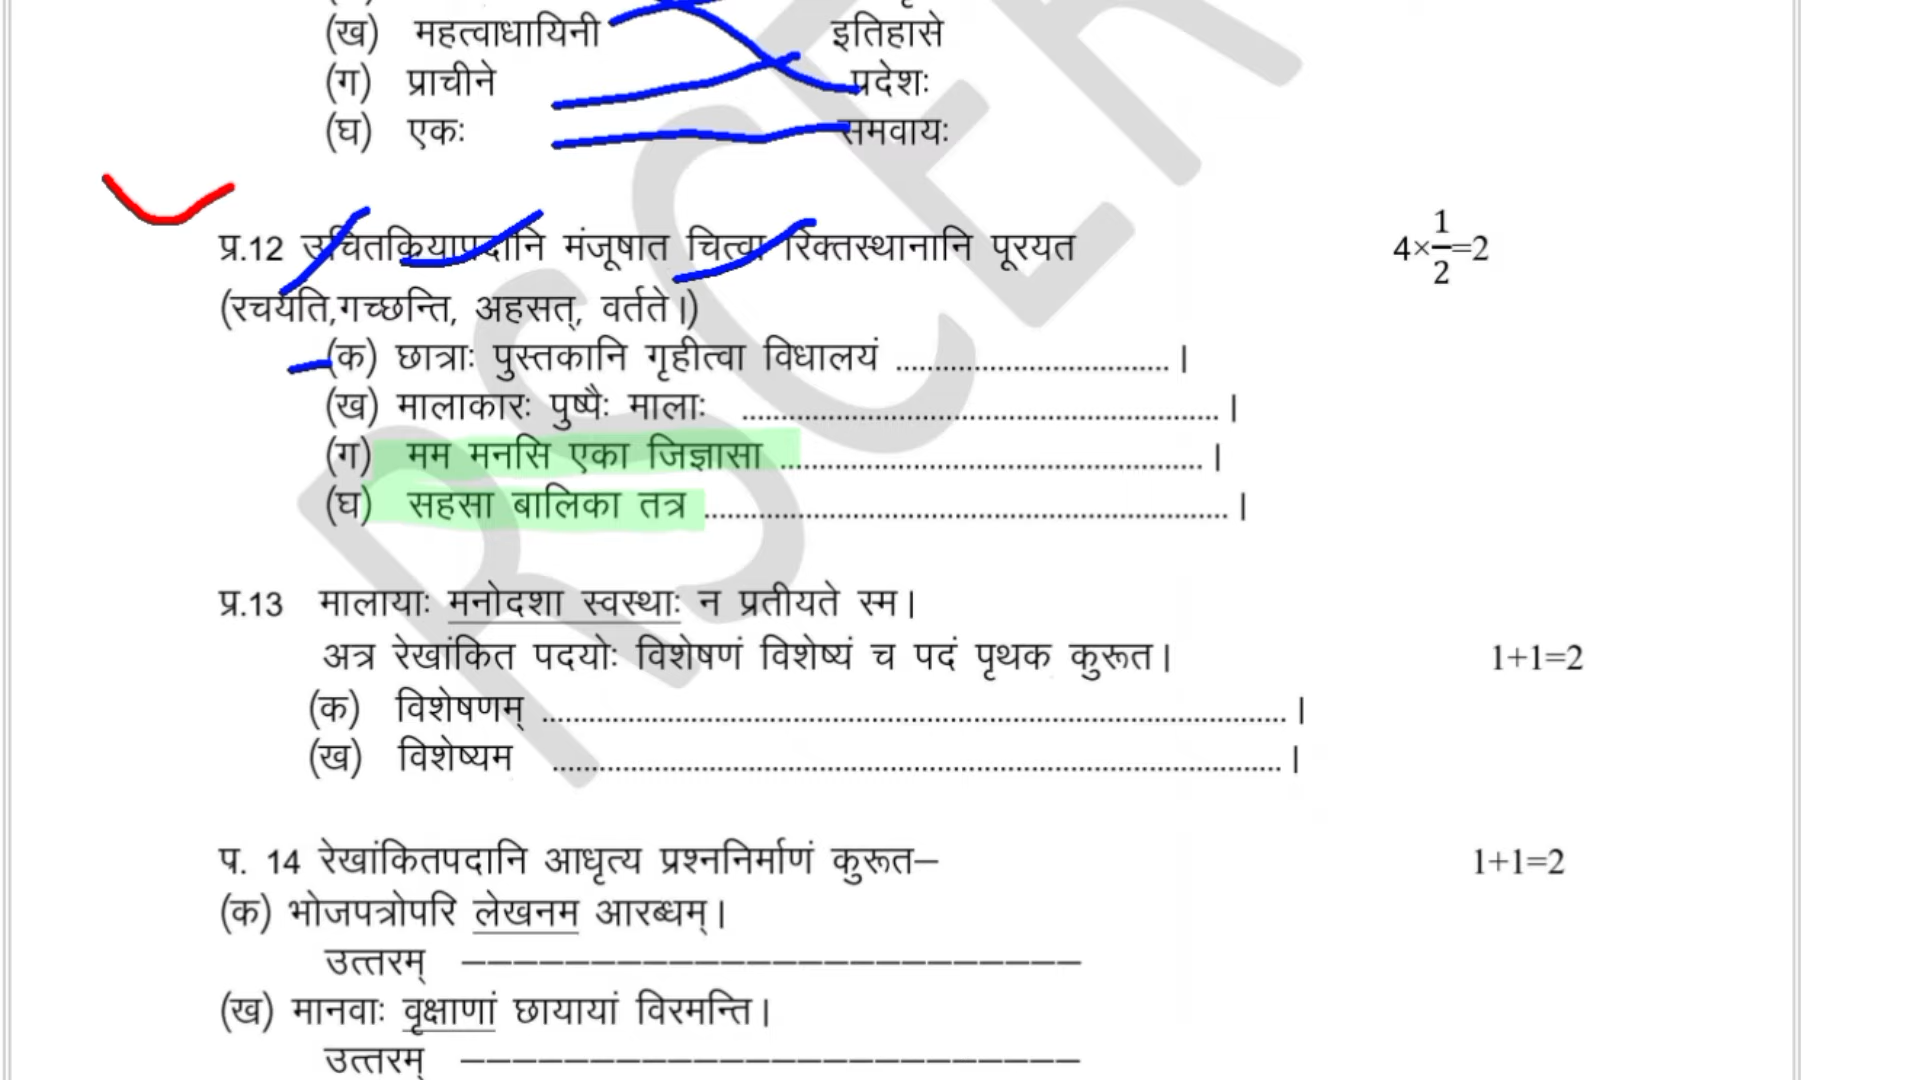 (ख) महत्वाधायिनी इतिहासे
(ग) प्राचीने प्रदेशः
(घ) एकः समवायः
प्र.12 उचितक्रियापदानि मंजूषात चित्वा रिक्तस्थानानि पूरयत 4×1/2=2
(रचयति,गच्छन्ति, अहसत्, वर्तते।)
(क) छात्राः पुस्तकानि गृहीत्वा विधालयं ................................... ।
(ख) मालाकारः पुष्पैः मालाः ............................................................. ।
(ग) मम मनसि एका जिज्ञासा ...................................................... ।
(घ) सहसा बालिका तत्र ................................................................... ।
प्र.13 मालायाः मनोदशा स्वस्थाः न प्रतीयते स्म।
अत्र रेखांकित पदयोः विशेषणं विशेष्यं च पदं पृथक कुरूत। 1+1=2
(क) विशेषणम् ................................................................................................ ।
(ख) विशेष्यम .............................................................................................. ।
प. 14 रेखांकितपदानि आधृत्य प्रश्ननिर्माणं कुरूत– 1+1=2
(क) भोजपत्रोपरि लेखनम आरब्धम्।
उत्तरम् ————————————————————————
(ख) मानवाः वृक्षाणां छायायां विरमन्ति।
उत्तरम् ————————————————————————
RSCER